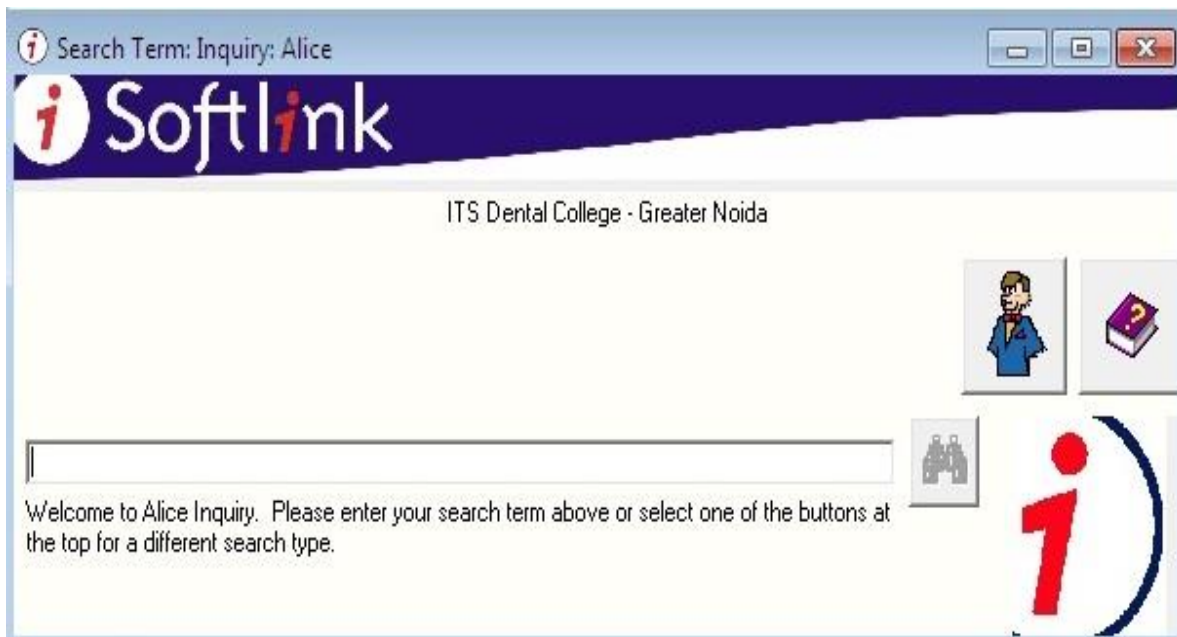 Search Term: Inquiry: Alice
i Softlink
ITS Dental College - Greater Noida
?
Welcome to Alice Inquiry. Please enter your search term above or select one of the buttons at
the top for a different search type.
i